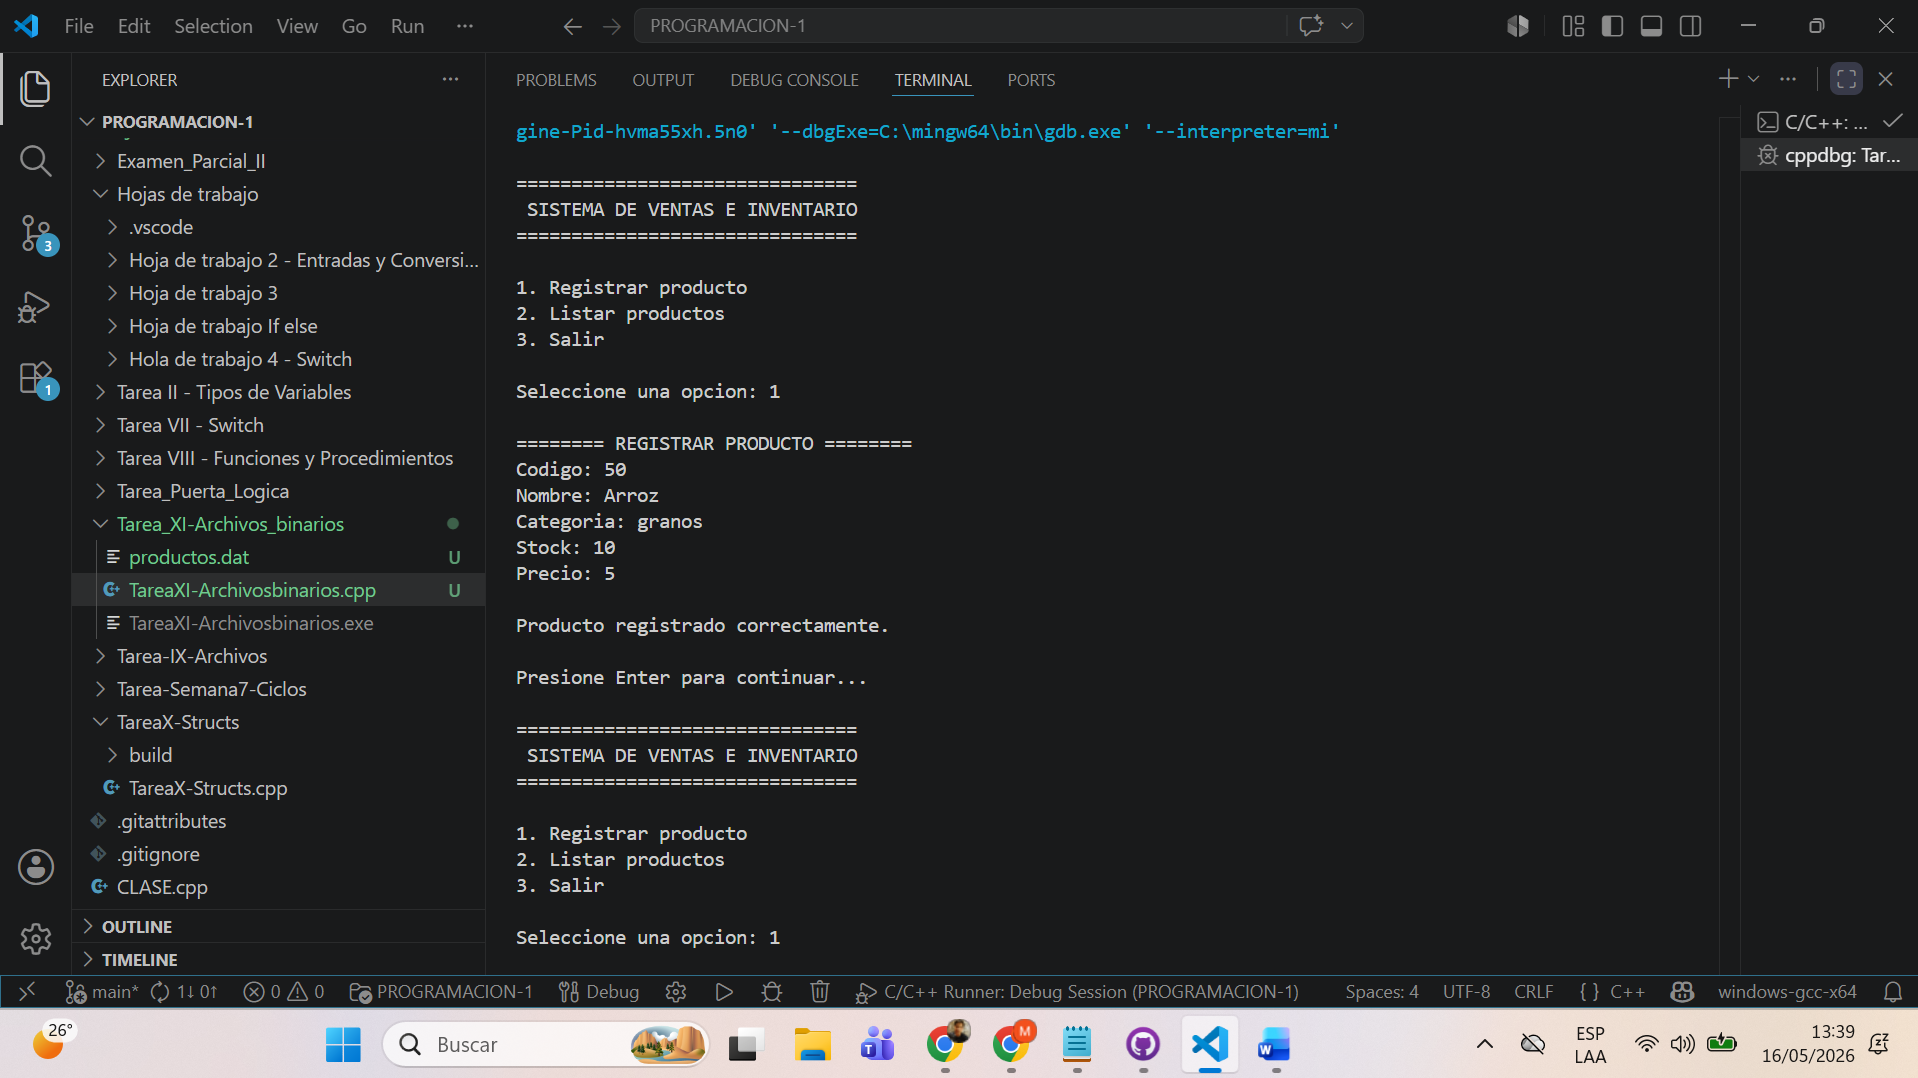 File Edit Selection View Go Run ···
PROGRAMACION-1
EXPLORER
PROGRAMACION-1
Examen_Parcial_II
Hojas de trabajo
.vscode
Hoja de trabajo 2 - Entradas y Conversi...
Hoja de trabajo 3
Hoja de trabajo If else
Hola de trabajo 4 - Switch
Tarea II - Tipos de Variables
Tarea VII - Switch
Tarea VIII - Funciones y Procedimientos
Tarea_Puerta_Logica
Tarea_XI-Archivos_binarios
productos.dat U
TareaXI-Archivosbinarios.cpp U
TareaXI-Archivosbinarios.exe
Tarea-IX-Archivos
Tarea-Semana7-Ciclos
TareaX-Structs
build
TareaX-Structs.cpp
.gitattributes
.gitignore
CLASE.cpp
OUTLINE
TIMELINE
3
1
PROBLEMS OUTPUT DEBUG CONSOLE TERMINAL PORTS
gine-Pid-hvma55xh.5n0' '--dbgExe=C:\mingw64\bin\gdb.exe' '--interpreter=mi'
===============================
SISTEMA DE VENTAS E INVENTARIO
===============================
1. Registrar producto
2. Listar productos
3. Salir
Seleccione una opcion: 1
======== REGISTRAR PRODUCTO ========
Codigo: 50
Nombre: Arroz
Categoria: granos
Stock: 10
Precio: 5
Producto registrado correctamente.
Presione Enter para continuar...
===============================
SISTEMA DE VENTAS E INVENTARIO
===============================
1. Registrar producto
2. Listar productos
3. Salir
Seleccione una opcion: 1
C/C++: ...
cppdbg: Tar...
main* 1↓ 0↑ 0 0 PROGRAMACION-1 Debug C/C++ Runner: Debug Session (PROGRAMACION-1) Spaces: 4 UTF-8 CRLF {} C++ windows-gcc-x64
26°
Buscar
M
ESP
LAA
13:39
16/05/2026